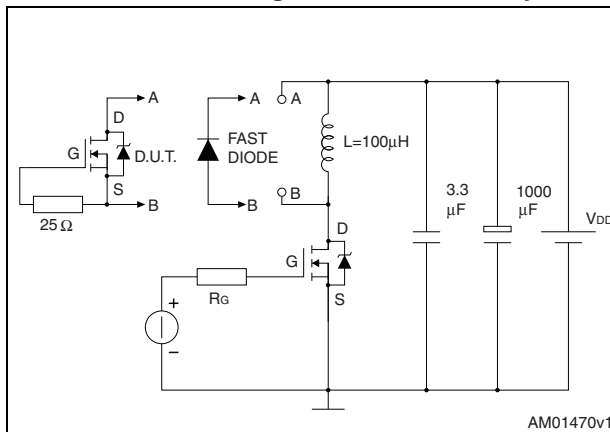 A
D
G
D.U.T.
S
B
25 Ω
A
FAST
DIODE
B
A
L=100μH
B
D
G
S
RG
+
–
3.3
μF
1000
μF
VDD
AM01470v1